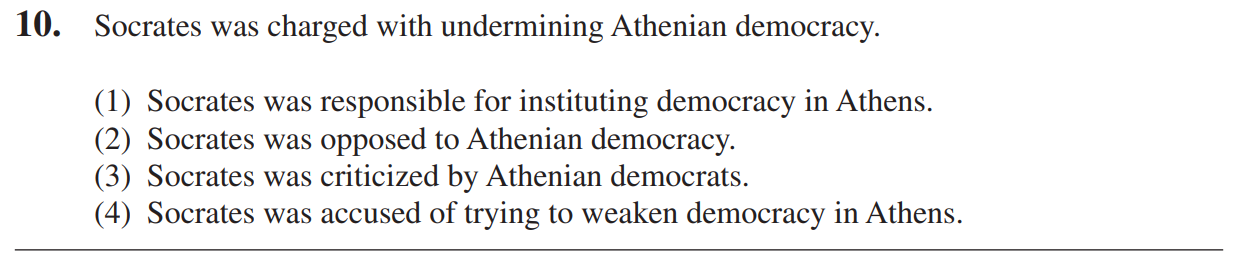 10. Socrates was charged with undermining Athenian democracy.
(1) Socrates was responsible for instituting democracy in Athens.
(2) Socrates was opposed to Athenian democracy.
(3) Socrates was criticized by Athenian democrats.
(4) Socrates was accused of trying to weaken democracy in Athens.